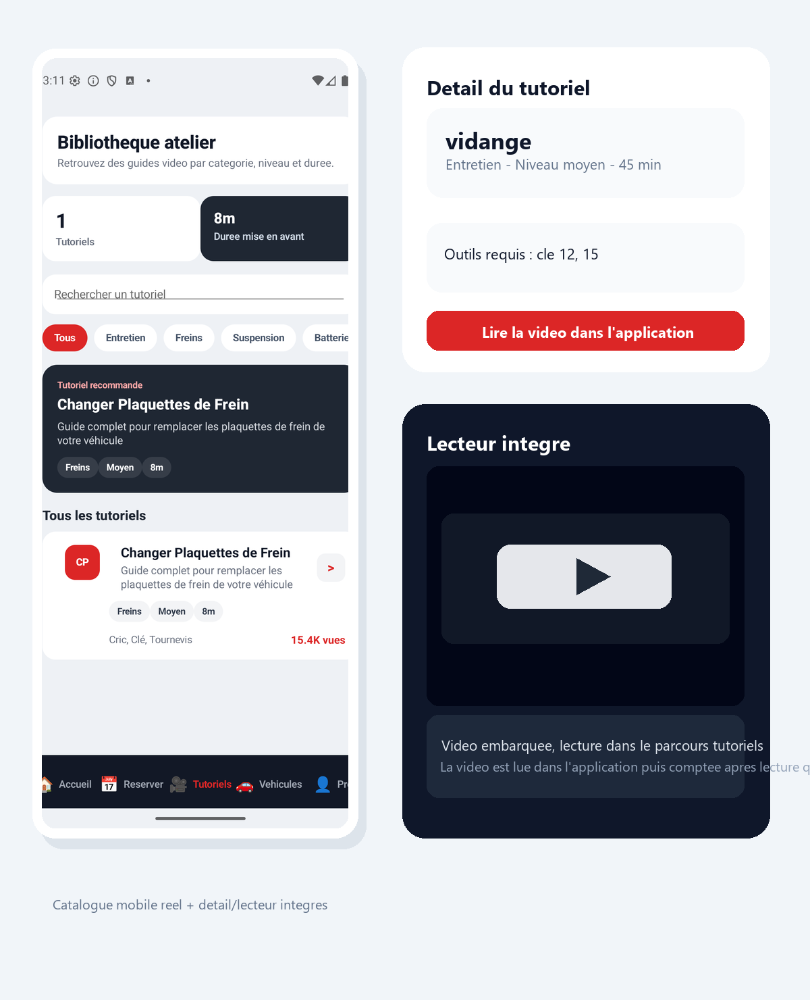 3:11
Bibliotheque atelier
Retrouvez des guides video par categorie, niveau et duree.
1
Tutoriels
8m
Duree mise en avant
Rechercher un tutoriel
Tous Entretien Freins Suspension Batterie
Tutoriel recommande
Changer Plaquettes de Frein
Guide complet pour remplacer les plaquettes de frein de
votre véhicule
Freins Moyen 8m
Tous les tutoriels
CP
Changer Plaquettes de Frein
Guide complet pour remplacer les
plaquettes de frein de votre véhicule
>
Freins Moyen 8m
Cric, Clé, Tournevis 15.4K vues
Accueil Reserver Tutoriels Vehicules
Detail du tutoriel
vidange
Entretien - Niveau moyen - 45 min
Outils requis : cle 12, 15
Lire la video dans l'application
Lecteur integre
Video embarquee, lecture dans le parcours tutoriels
La video est lue dans l'application puis comptee apres lecture
Catalogue mobile reel + detail/lecteur integres